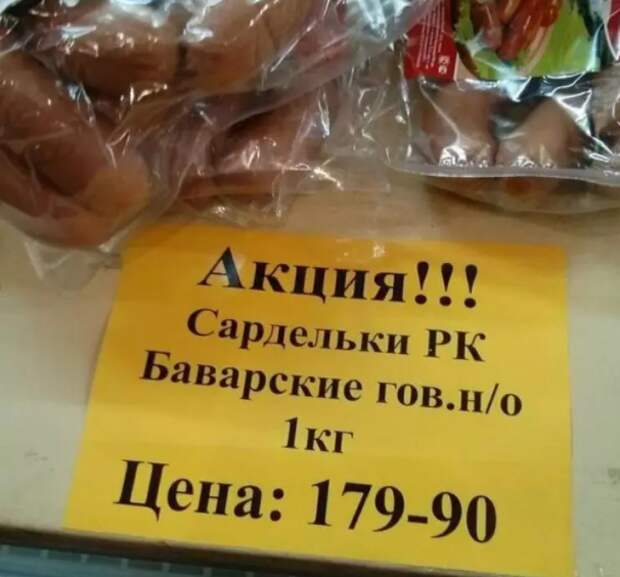 Акция!!!
Сардельки РК
Баварские гов.н/о
1кг
Цена: 179-90